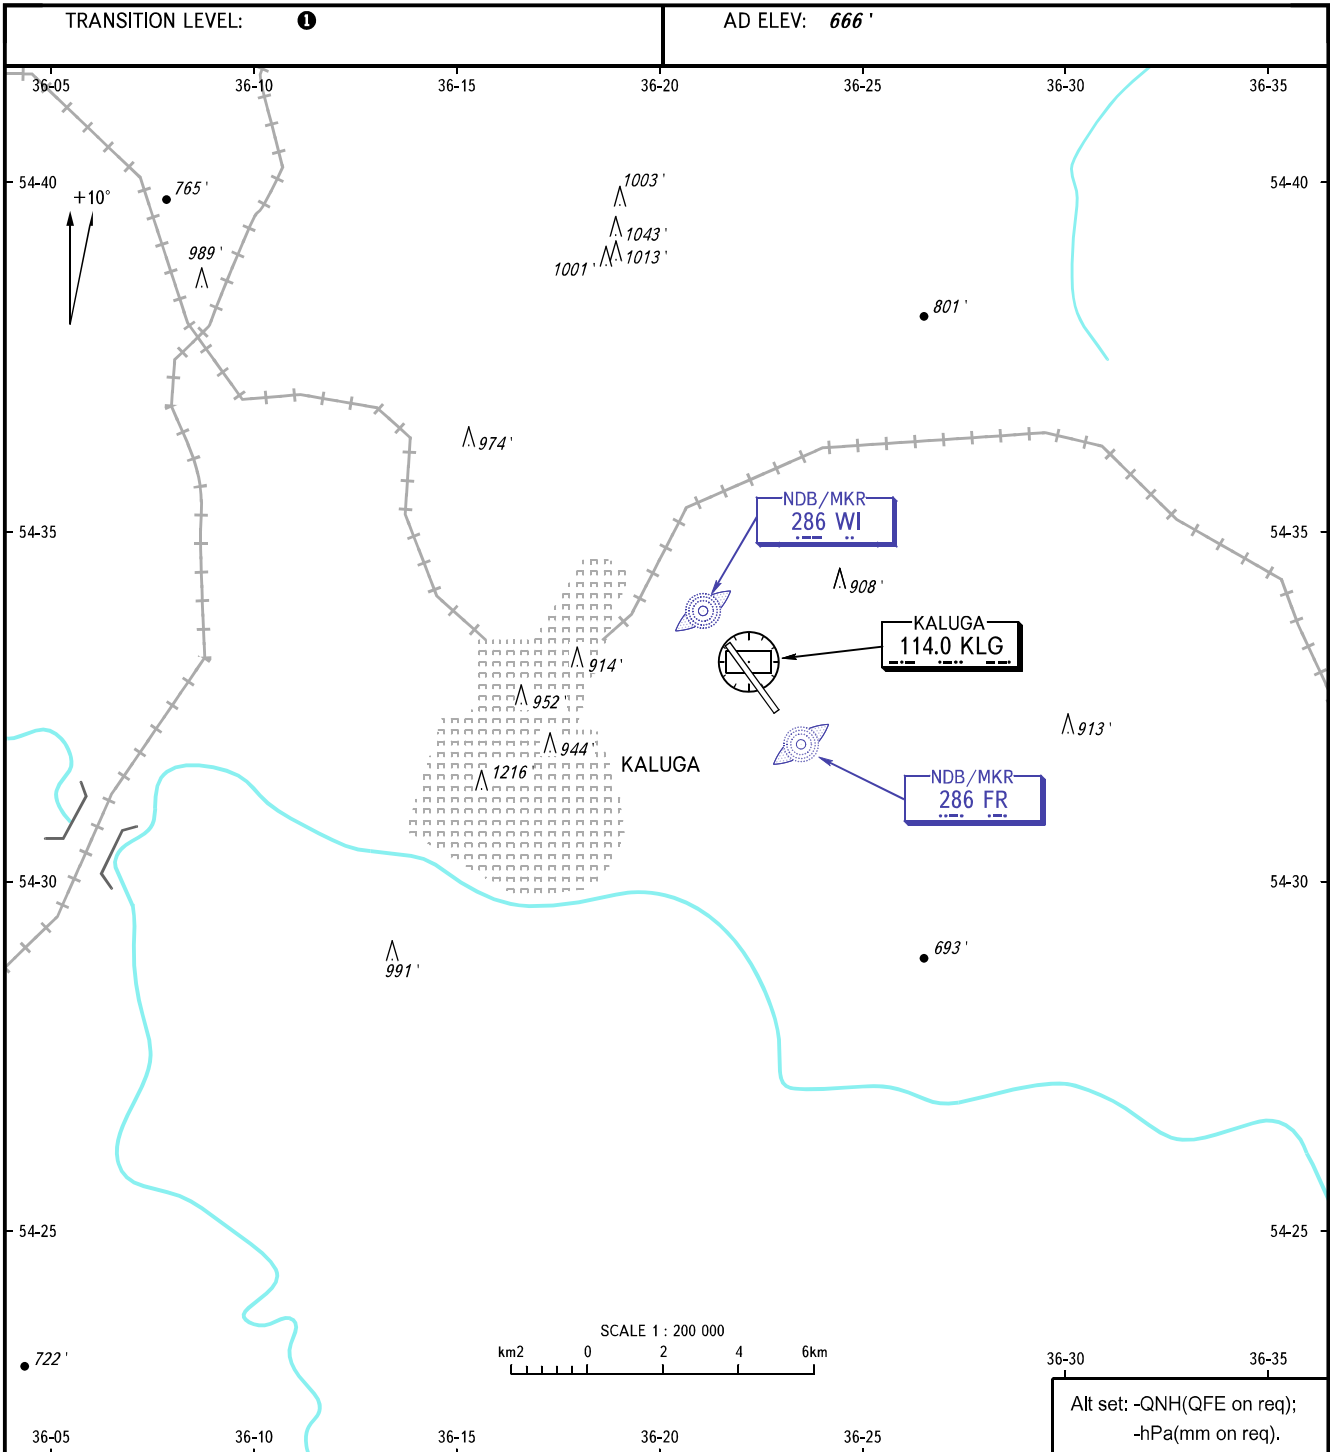 TRANSITION LEVEL: ❶
AD ELEV: 666 '
36-05 36-10 36-15 36-20 36-25 36-30 36-35
54-40 54-40
+10°
765 '
1003 '
989 '
1043 '
1001 ' 1013 '
801 '
974 '
NDB/MKR
286 WI
54-35 54-35
908 '
KALUGA
114.0 KLG
914 '
952 '
913 '
944 '
KALUGA
1216 '
NDB/MKR
286 FR
54-30 54-30
693 '
991 '
54-25 54-25
SCALE 1 : 200 000
km2 0 2 4 6km
722 '
36-30 36-35
Alt set: -QNH(QFE on req);
-hPa(mm on req).
36-05 36-10 36-15 36-20 36-25